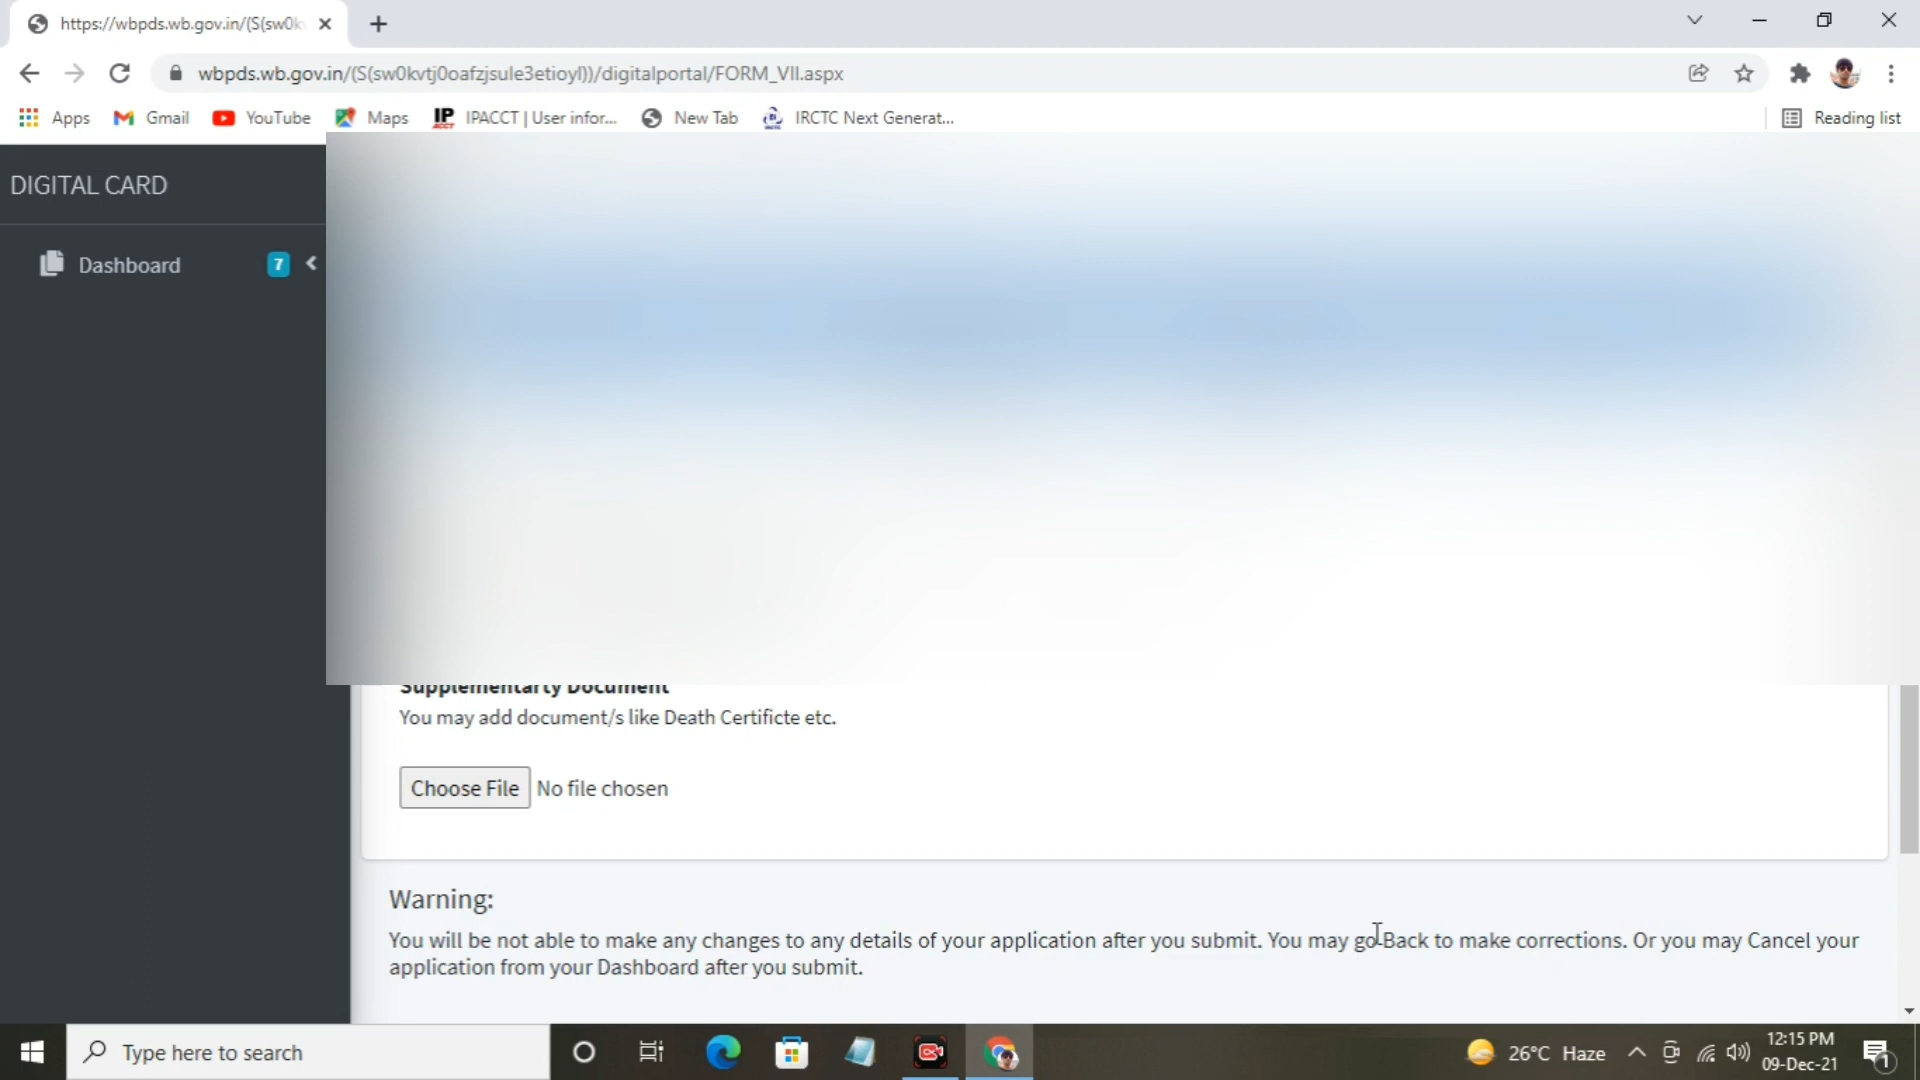 https://wbpds.wb.gov.in/(S(sw0k
wbpds.wb.gov.in/(S(sw0kvtj0oafzjsule3etioyl))/digitalportal/FORM_VII.aspx
Apps Gmail YouTube Maps IPACCT | User infor... New Tab IRCTC Next Generat... Reading list
DIGITAL CARD
Dashboard 7
Supplementarty Document
You may add document/s like Death Certificte etc.
Choose File No file chosen
Warning:
You will be not able to make any changes to any details of your application after you submit. You may go Back to make corrections. Or you may Cancel your
application from your Dashboard after you submit.
Type here to search
26°C Haze
12:15 PM
09-Dec-21
1